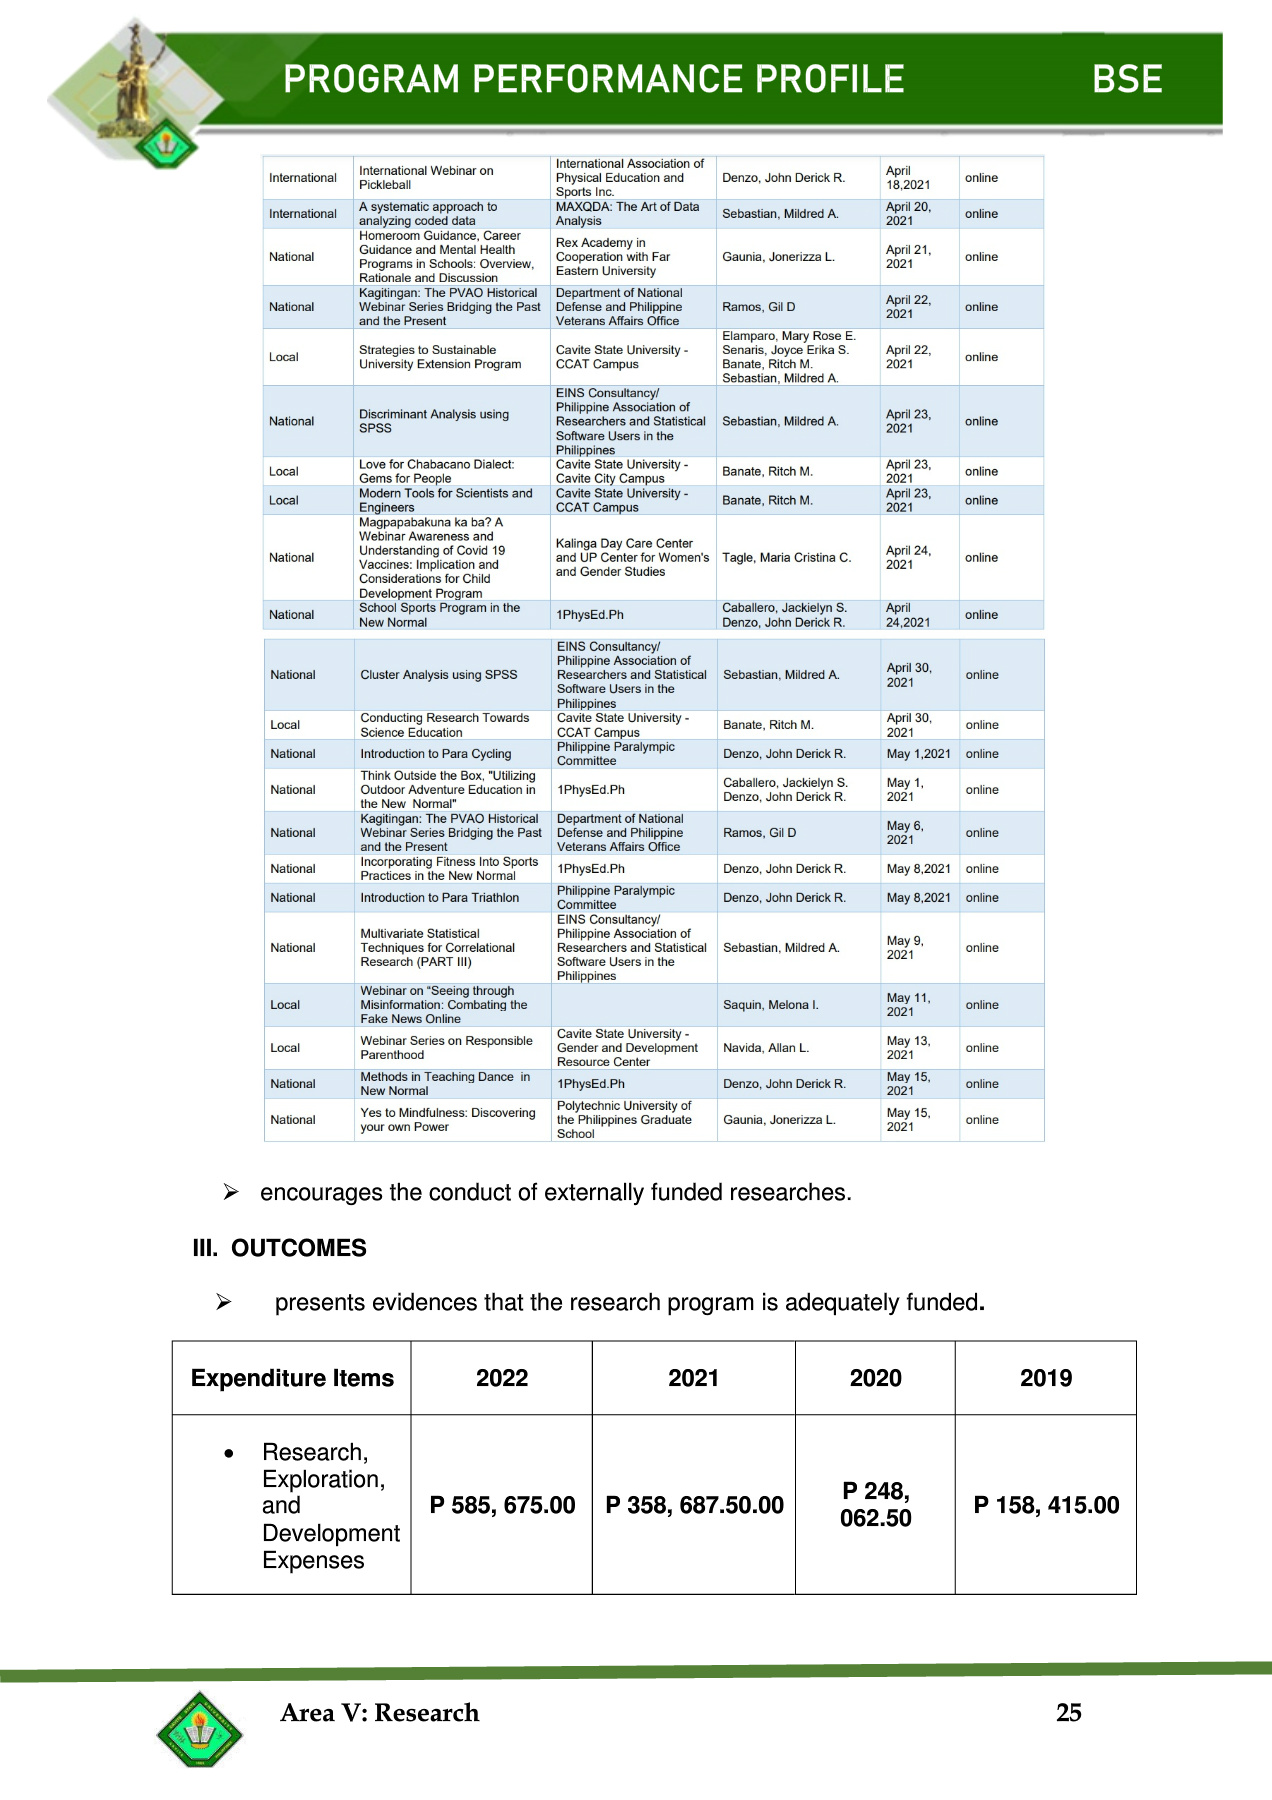 PROGRAM PERFORMANCE PROFILE BSE
International
International Webinar on
Pickleball
International Association of
Physical Education and
Sports Inc.
Denzo, John Derick R.
April
18,2021
online
International
A systematic approach to
analyzing coded data
MAXQDA: The Art of Data
Analysis
Sebastian, Mildred A.
April 20,
2021
online
National
Homeroom Guidance, Career
Guidance and Mental Health
Programs in Schools: Overview,
Rationale and Discussion
Rex Academy in
Cooperation with Far
Eastern University
Gaunia, Jonerizza L.
April 21,
2021
online
National
Kagitingan: The PVAO Historical
Webinar Series Bridging the Past
and the Present
Department of National
Defense and Philippine
Veterans Affairs Office
Ramos, Gil D
April 22,
2021
online
Local
Strategies to Sustainable
University Extension Program
Cavite State University -
CCAT Campus
Elamparo, Mary Rose E.
Senaris, Joyce Erika S.
Banate, Ritch M.
Sebastian, Mildred A.
April 22,
2021
online
National
Discriminant Analysis using
SPSS
EINS Consultancy/
Philippine Association of
Researchers and Statistical
Software Users in the
Philippines
Sebastian, Mildred A.
April 23,
2021
online
Local
Love for Chabacano Dialect:
Gems for People
Cavite State University -
Cavite City Campus
Banate, Ritch M.
April 23,
2021
online
Local
Modern Tools for Scientists and
Engineers
Cavite State University -
CCAT Campus
Banate, Ritch M.
April 23,
2021
online
National
Magpapabakuna ka ba? A
Webinar Awareness and
Understanding of Covid 19
Vaccines: Implication and
Considerations for Child
Development Program
Kalinga Day Care Center
and UP Center for Women's
and Gender Studies
Tagle, Maria Cristina C.
April 24,
2021
online
National
School Sports Program in the
New Normal
1PhysEd.Ph
Caballero, Jackielyn S.
Denzo, John Derick R.
April
24,2021
online
National
Cluster Analysis using SPSS
EINS Consultancy/
Philippine Association of
Researchers and Statistical
Software Users in the
Philippines
Sebastian, Mildred A.
April 30,
2021
online
Local
Conducting Research Towards
Science Education
Cavite State University -
CCAT Campus
Banate, Ritch M.
April 30,
2021
online
National
Introduction to Para Cycling
Philippine Paralympic
Committee
Denzo, John Derick R.
May 1,2021
online
National
Think Outside the Box, "Utilizing
Outdoor Adventure Education in
the New Normal"
1PhysEd.Ph
Caballero, Jackielyn S.
Denzo, John Derick R.
May 1,
2021
online
National
Kagitingan: The PVAO Historical
Webinar Series Bridging the Past
and the Present
Department of National
Defense and Philippine
Veterans Affairs Office
Ramos, Gil D
May 6,
2021
online
National
Incorporating Fitness Into Sports
Practices in the New Normal
1PhysEd.Ph
Denzo, John Derick R.
May 8,2021
online
National
Introduction to Para Triathlon
Philippine Paralympic
Committee
Denzo, John Derick R.
May 8,2021
online
National
Multivariate Statistical
Techniques for Correlational
Research (PART III)
EINS Consultancy/
Philippine Association of
Researchers and Statistical
Software Users in the
Philippines
Sebastian, Mildred A.
May 9,
2021
online
Local
Webinar on “Seeing through
Misinformation: Combating the
Fake News Online
Saquin, Melona I.
May 11,
2021
online
Local
Webinar Series on Responsible
Parenthood
Cavite State University -
Gender and Development
Resource Center
Navida, Allan L.
May 13,
2021
online
National
Methods in Teaching Dance in
New Normal
1PhysEd.Ph
Denzo, John Derick R.
May 15,
2021
online
National
Yes to Mindfulness: Discovering
your own Power
Polytechnic University of
the Philippines Graduate
School
Gaunia, Jonerizza L.
May 15,
2021
online
➢ encourages the conduct of externally funded researches.
III. OUTCOMES
➢ presents evidences that the research program is adequately funded.
Expenditure Items 2022 2021 2020 2019
• Research,
Exploration,
and
Development
Expenses
P 585, 675.00
P 358, 687.50.00
P 248,
062.50
P 158, 415.00
Area V: Research 25